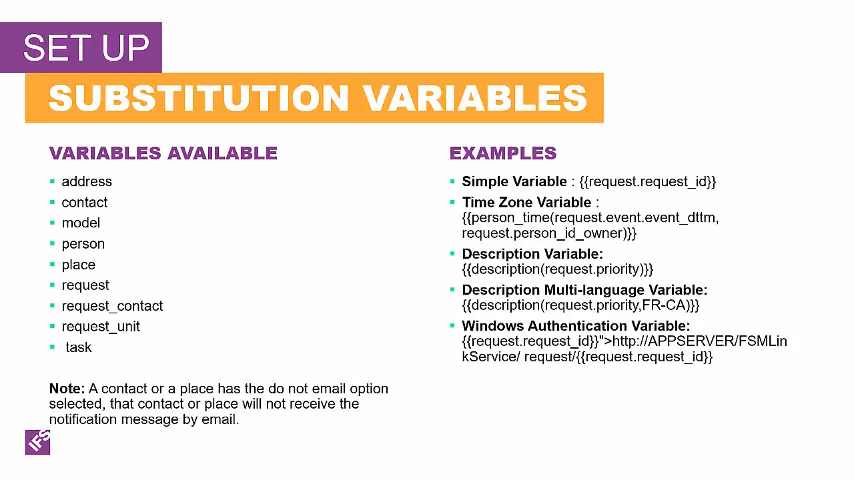 SET UP
SUBSTITUTION VARIABLES
VARIABLES AVAILABLE
address
contact
model
person
place
request
request_contact
request_unit
task
Note: A contact or a place has the do not email option
selected, that contact or place will not receive the
notification message by email.
EXAMPLES
Simple Variable : {{request.request_id}}
Time Zone Variable :
{{person_time(request.event.event_dttm,
request.person_id_owner)}}
Description Variable:
{{description(request.priority)}}
Description Multi-language Variable:
{{description(request.priority,FR-CA)}}
Windows Authentication Variable:
{{request.request_id}}">http://APPSERVER/FSMLin
kService/ request/{{request.request_id}}
IFS